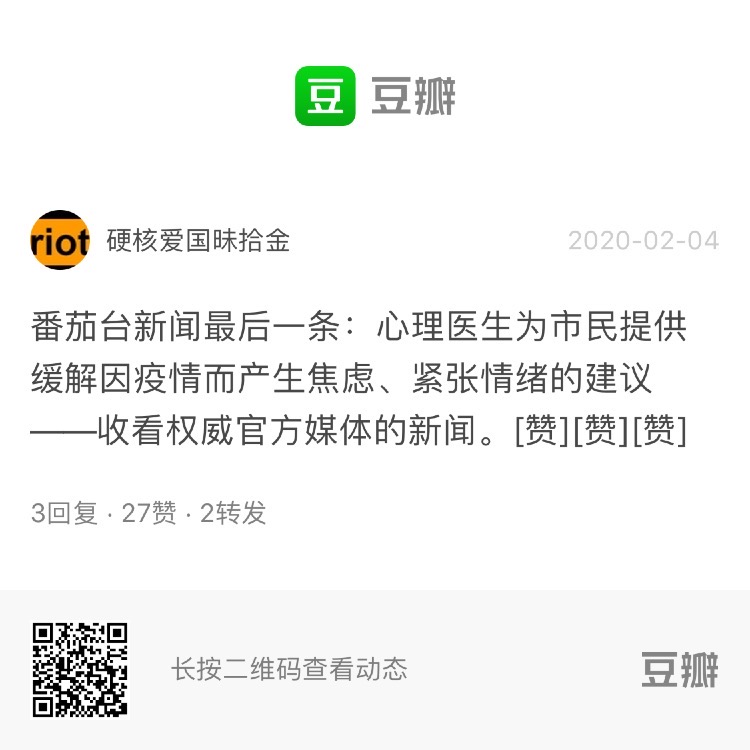 豆 豆瓣
riot 硬核爱国昧拾金 2020-02-04
番茄台新闻最后一条：心理医生为市民提供
缓解因疫情而产生焦虑、紧张情绪的建议
——收看权威官方媒体的新闻。[赞][赞][赞]
3回复 · 27赞 · 2转发
长按二维码查看动态 豆瓣